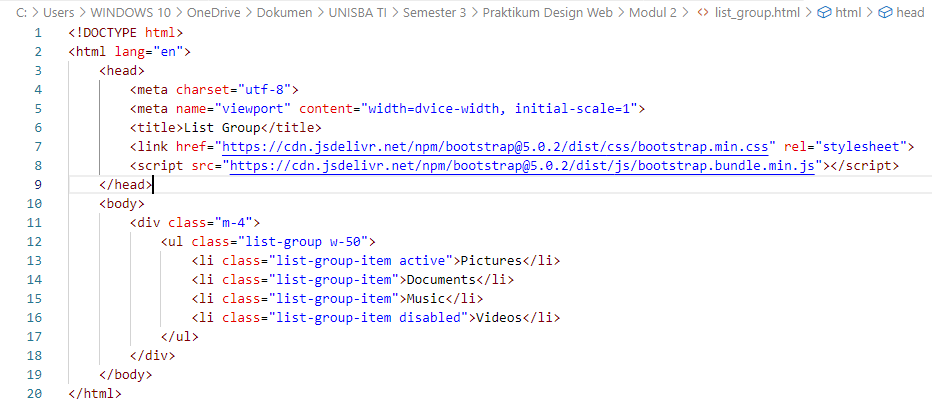 C: > Users > WINDOWS 10 > OneDrive > Dokumen > UNISBA TI > Semester 3 > Praktikum Design Web > Modul 2 > <> list_group.html > html > head
1 <!DOCTYPE html>
2 <html lang="en">
3 <head>
4 <meta charset="utf-8">
5 <meta name="viewport" content="width=dvice-width, initial-scale=1">
6 <title>List Group</title>
7 <link href="https://cdn.jsdelivr.net/npm/bootstrap@5.0.2/dist/css/bootstrap.min.css" rel="stylesheet">
8 <script src="https://cdn.jsdelivr.net/npm/bootstrap@5.0.2/dist/js/bootstrap.bundle.min.js"></script>
9 </head>
10 <body>
11 <div class="m-4">
12 <ul class="list-group w-50">
13 <li class="list-group-item active">Pictures</li>
14 <li class="list-group-item">Documents</li>
15 <li class="list-group-item">Music</li>
16 <li class="list-group-item disabled">Videos</li>
17 </ul>
18 </div>
19 </body>
20 </html>